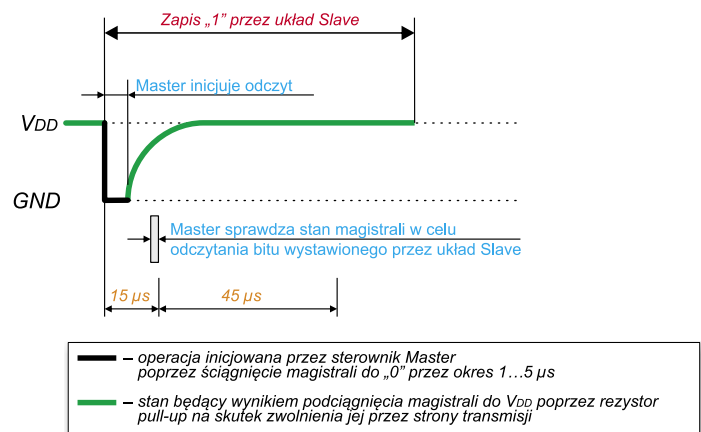 Zapis „1” przez układ Slave
Master inicjuje odczyt
VDD
GND
Master sprawdza stan magistrali w celu
odczytania bitu wystawionego przez układ Slave
15 µs
45 µs
– operacja inicjowana przez sterownik Master
poprzez ściągnięcie magistrali do „0” przez okres 1…5 µs
– stan będący wynikiem podciągnięcia magistrali do VDD poprzez rezystor
pull-up na skutek zwolnienia jej przez strony transmisji